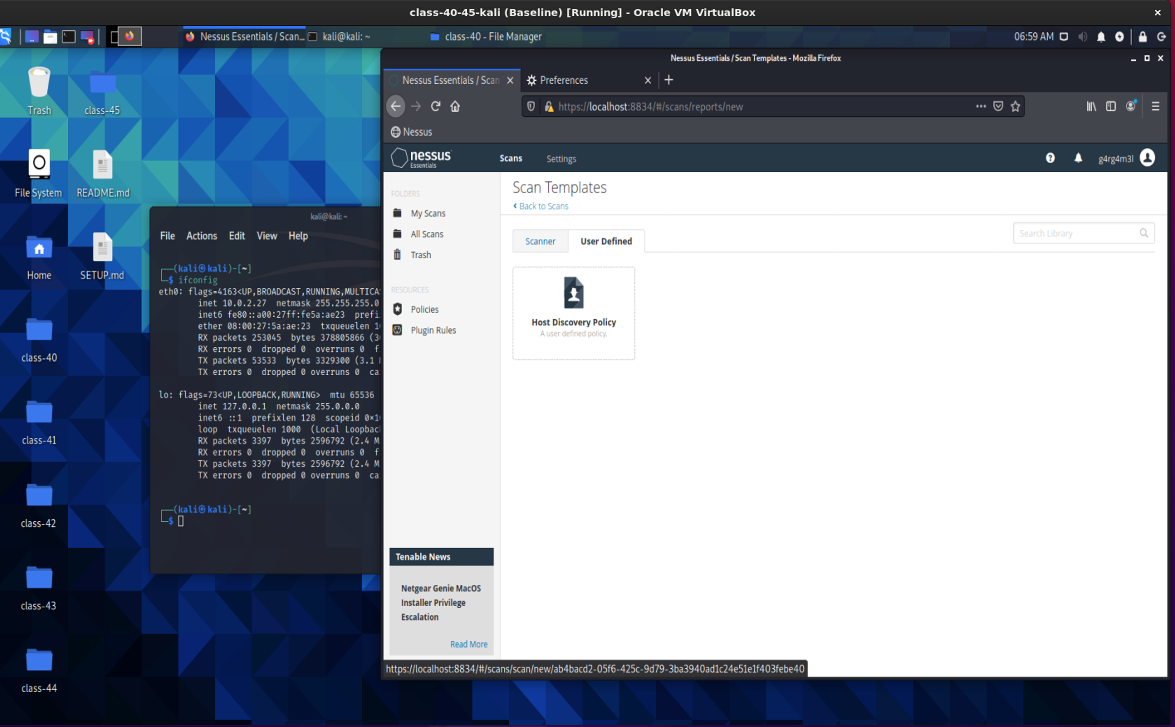 class-40-45-kali (Baseline) [Running] - Oracle VM VirtualBox
Nessus Essentials / Scan...
kali@kali: ~
class-40 - File Manager
06:59 AM
Trash
class-45
File System
README.md
Home
SETUP.md
class-40
class-41
class-42
class-43
class-44
kali@kali: ~
File Actions Edit View Help
┌──(kali㉿kali)-[~]
└─$ ifconfig
eth0: flags=4163<UP,BROADCAST,RUNNING,MULTICA
inet 10.0.2.27 netmask 255.255.255.0
inet6 fe80::a00:27ff:fe5a:ae23 prefi
ether 08:00:27:5a:ae:23 txqueuelen 1
RX packets 253045 bytes 378805866 (3
RX errors 0 dropped 0 overruns 0 f
TX packets 53533 bytes 3329300 (3.1
TX errors 0 dropped 0 overruns 0 ca
lo: flags=73<UP,LOOPBACK,RUNNING> mtu 65536
inet 127.0.0.1 netmask 255.0.0.0
inet6 ::1 prefixlen 128 scopeid 0×1
loop txqueuelen 1000 (Local Loopbac
RX packets 3397 bytes 2596792 (2.4 M
RX errors 0 dropped 0 overruns 0 f
TX packets 3397 bytes 2596792 (2.4 M
TX errors 0 dropped 0 overruns 0 ca
┌──(kali㉿kali)-[~]
└─$
Nessus Essentials / Scan Templates - Mozilla Firefox
Nessus Essentials / Scan
Preferences
https://localhost:8834/#/scans/reports/new
Nessus
nessus
Essentials
Scans
Settings
g4rg4m3l
FOLDERS
My Scans
All Scans
Trash
RESOURCES
Policies
Plugin Rules
Tenable News
Netgear Genie MacOS
Installer Privilege
Escalation
Read More
Scan Templates
Back to Scans
Scanner
User Defined
Search Library
Host Discovery Policy
A user defined policy.
https://localhost:8834/#/scans/scan/new/ab4bacd2-05f6-425c-9d79-3ba3940ad1c24e51e1f403febe40